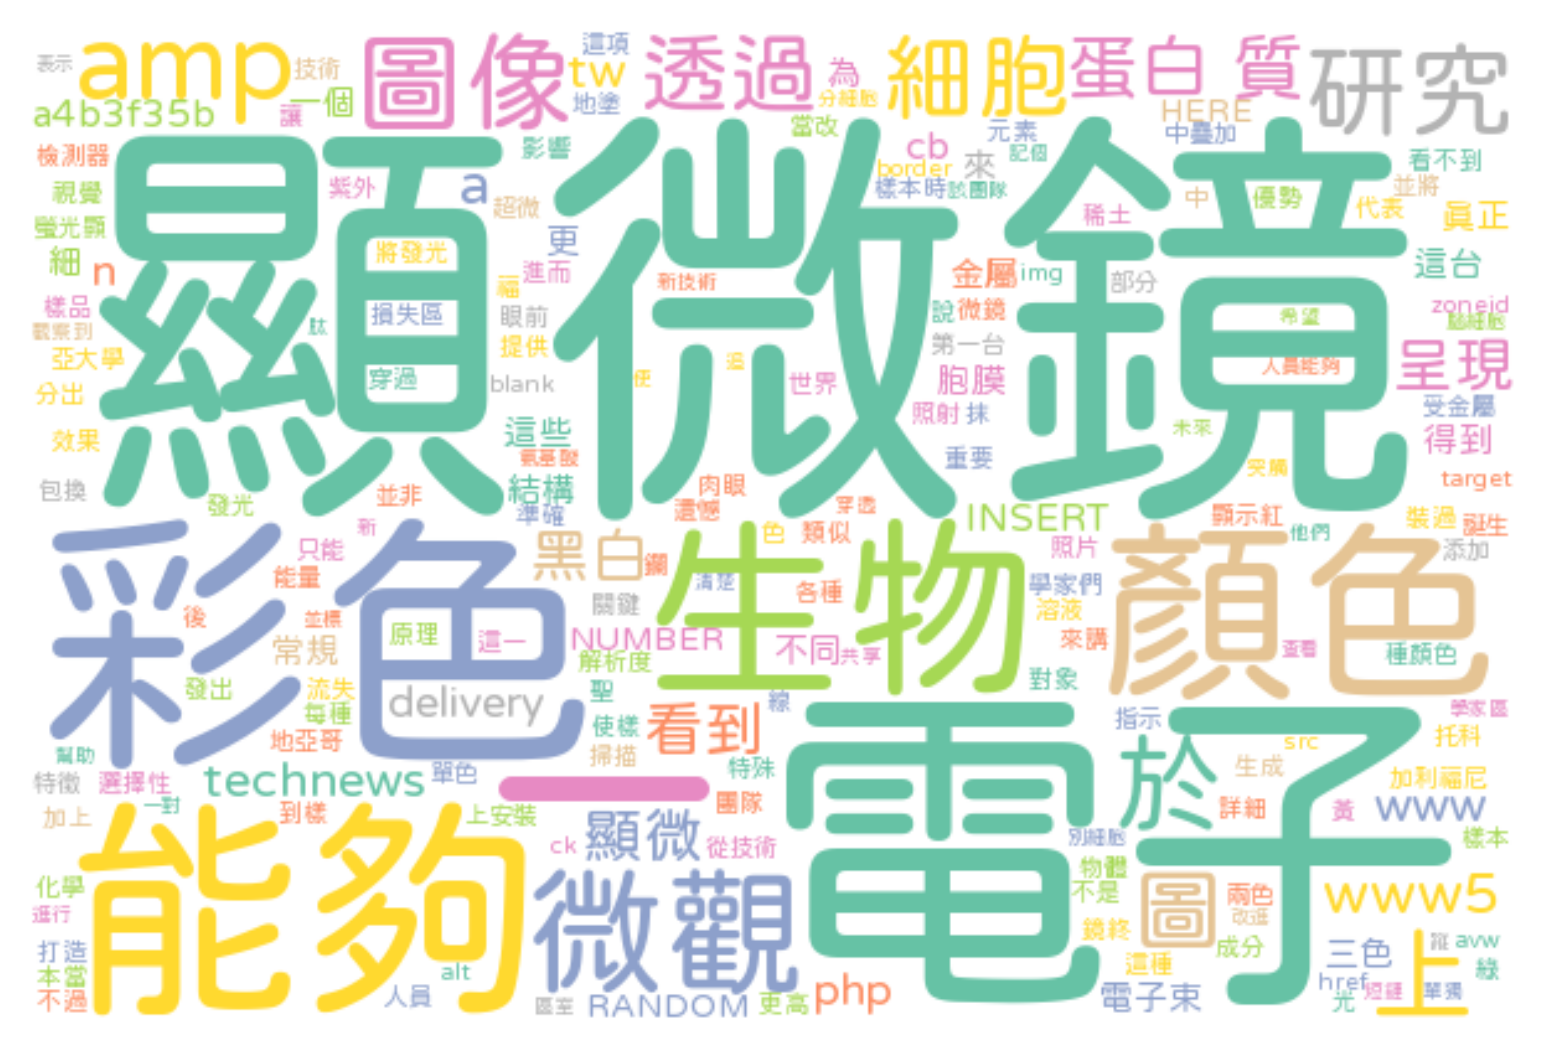 表示 amp 技術 圖像 這項 tw 透過 為 細胞 蛋白 質 研究
a4b3f35b 讓 一個 地塗 分細胞 HERE
檢測器 影響 當改 cb 來 元素 記個 中疊加 看不到
視覺 紫外 a 超微 border 樣本時 該團隊 稀土 中 優勢 並將 代表 真正
螢光顯 將發光 更
細 n 進而 新技術 金屬 img 部分 這台
顯微鏡
樣品 福 眼前 說 微鏡 希望 zoneid 腦細胞
觀察到 損失區 鈦 提供 第一台 人員能夠 呈現
亞大學 穿過 blank 便 世界 胞膜
分出 照射 抹 受金屬
效果 這些 氨基酸 重要 未來 得到
包換 並非 結構 肉眼 突觸 target
發光 準確 遺憾 穿透 INSERT 顯示紅 他們 裝過 誕生
新 只能 黑白 鑭 色 類似 照片 添加
彩色 生物 顏色
能量 清楚 各種 學家們
後 並標 關鍵 溶液
常規 原理 這一 NUMBER 不同 共享 來講 查看 種顏色
發出 流失 delivery 解析度 聖 對象
每種 使樣 看到 線 指示 學家區
幫助 地亞哥 掃描 src 托科
特徵 選擇性 technews 單色 一 特殊 電子 於 生成 加利福尼
加上 一對 到樣 上安裝 團隊 詳細 黃 www
能夠 ck 顯微 從技術 別細胞 樣本
化學 微觀 物體 不是 圖 兩色 www5
進行 改進
打造 鏡終 成分 三色 上 蹤 avw
本當 alt 這種 href 綠
不過 人員 區室 RANDOM 更高 php 電子束 光 短鏈 單獨